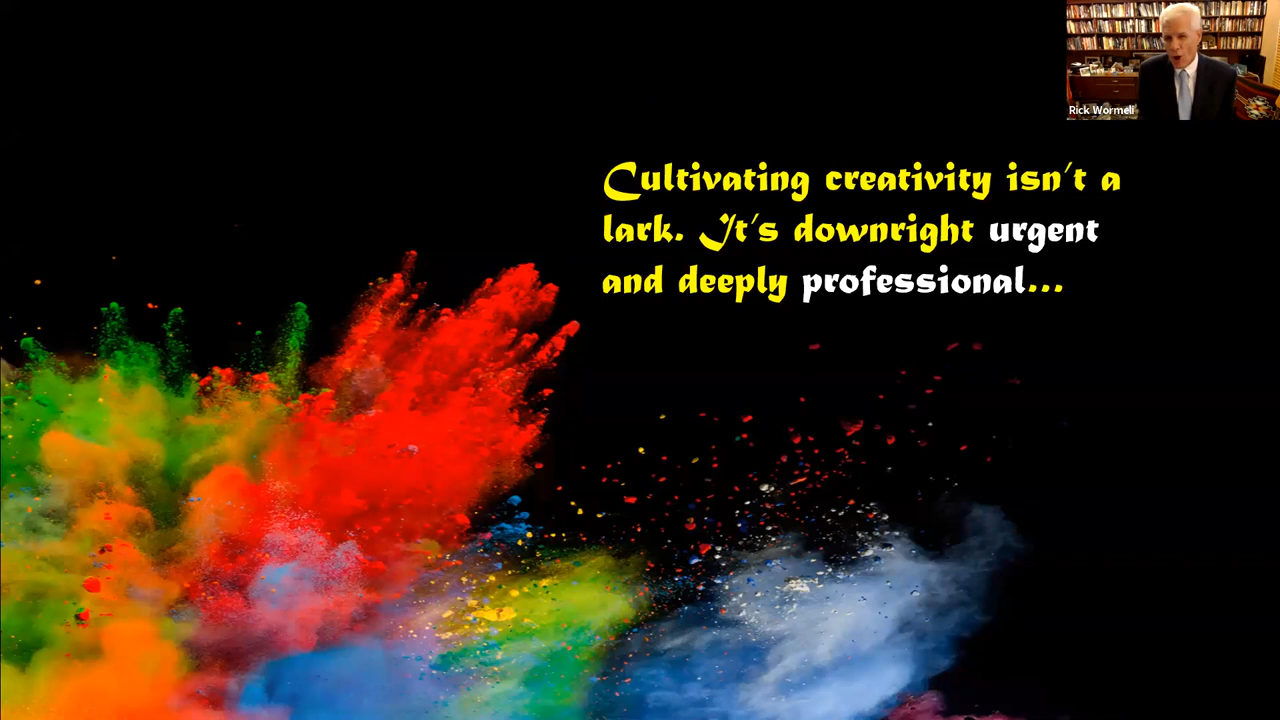 Rick Wormeli
Cultivating creativity isn't a
lark. It's downright urgent
and deeply professional...